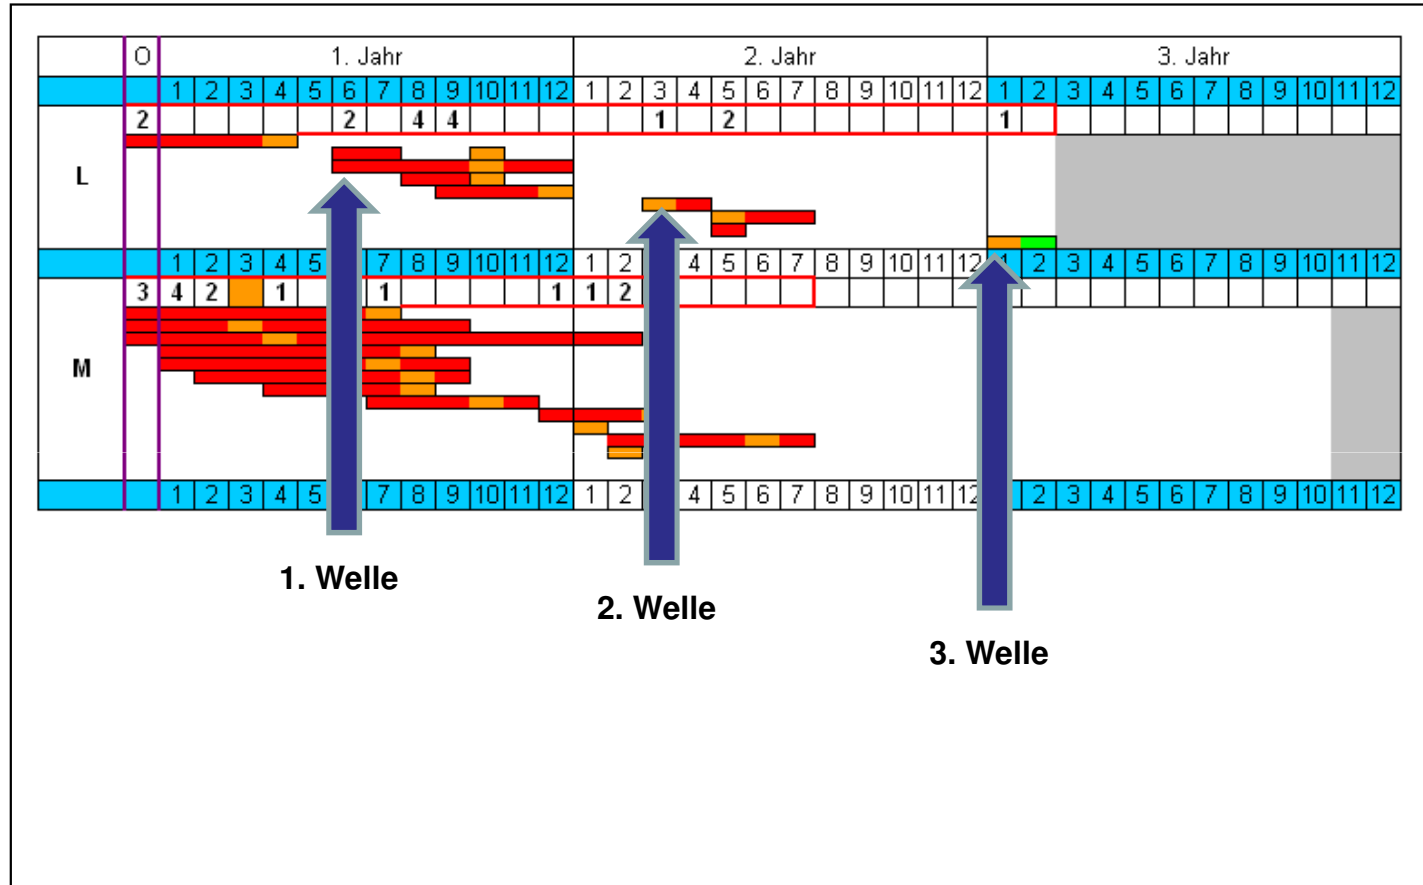 O 1. Jahr 2. Jahr 3. Jahr
1 2 3 4 5 6 7 8 9 10 11 12 1 2 3 4 5 6 7 8 9 10 11 12 1 2 3 4 5 6 7 8 9 10 11 12
2 2 4 4 1 2 1
L
1 2 3 4 5 7 8 9 10 11 12 1 2 4 5 6 7 8 9 10 11 12 1 2 3 4 5 6 7 8 9 10 11 12
3 4 2 1 1 1 1 2
M
1 2 3 4 5 7 8 9 10 11 12 1 2 4 5 6 7 8 9 10 11 12 2 3 4 5 6 7 8 9 10 11 12
1. Welle
2. Welle
3. Welle